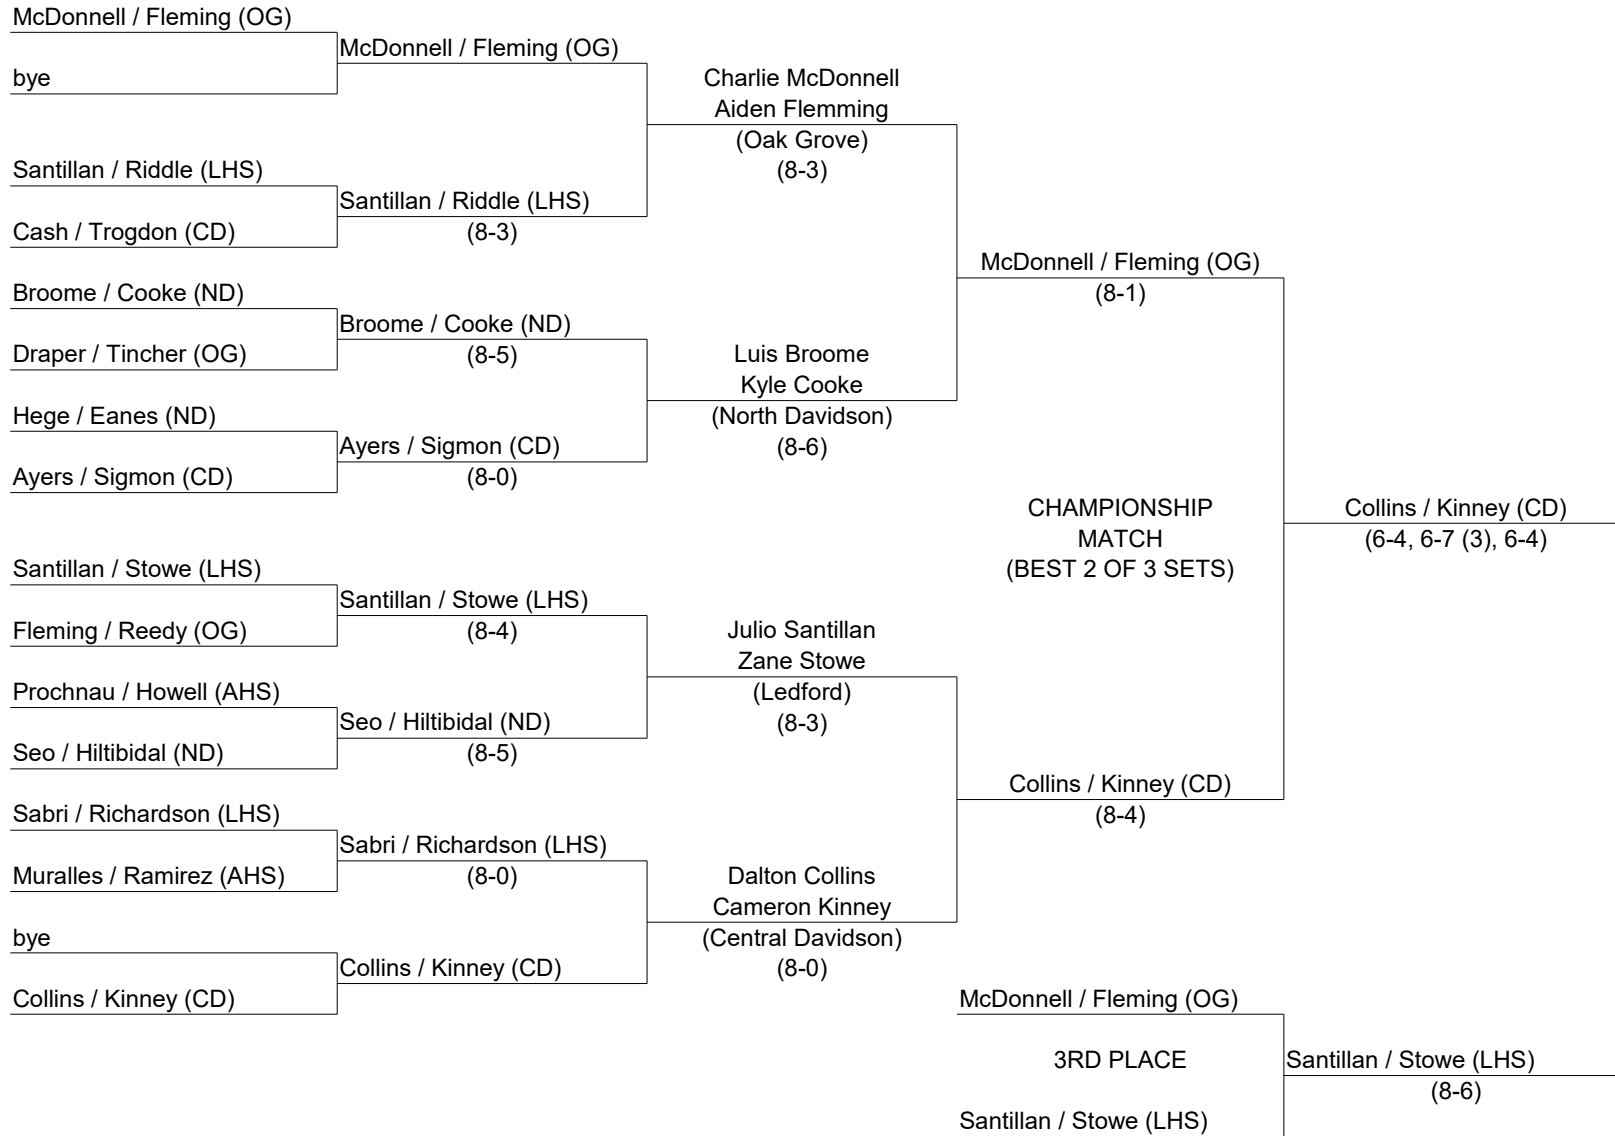 McDonnell / Fleming (OG)
bye
Santillan / Riddle (LHS)
Cash / Trogdon (CD)
Broome / Cooke (ND)
Draper / Tincher (OG)
Hege / Eanes (ND)
Ayers / Sigmon (CD)
Santillan / Stowe (LHS)
Fleming / Reedy (OG)
Prochnau / Howell (AHS)
Seo / Hiltibidal (ND)
Sabri / Richardson (LHS)
Muralles / Ramirez (AHS)
bye
Collins / Kinney (CD)
McDonnell / Fleming (OG)
Santillan / Riddle (LHS)
(8-3)
Broome / Cooke (ND)
(8-5)
Ayers / Sigmon (CD)
(8-0)
Santillan / Stowe (LHS)
(8-4)
Seo / Hiltibidal (ND)
(8-5)
Sabri / Richardson (LHS)
(8-0)
Collins / Kinney (CD)
Charlie McDonnell
Aiden Flemming
(Oak Grove)
(8-3)
Luis Broome
Kyle Cooke
(North Davidson)
(8-6)
Julio Santillan
Zane Stowe
(Ledford)
(8-3)
Dalton Collins
Cameron Kinney
(Central Davidson)
(8-0)
McDonnell / Fleming (OG)
(8-1)
CHAMPIONSHIP
MATCH
(BEST 2 OF 3 SETS)
Collins / Kinney (CD)
(8-4)
Collins / Kinney (CD)
(6-4, 6-7 (3), 6-4)
McDonnell / Fleming (OG)
3RD PLACE
Santillan / Stowe (LHS)
Santillan / Stowe (LHS)
(8-6)